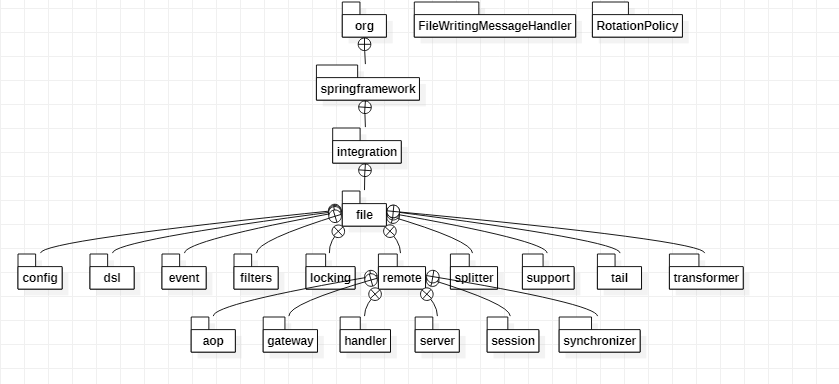 org
FileWritingMessageHandler
RotationPolicy
springframework
integration
file
config
dsl
event
filters
locking
remote
splitter
support
tail
transformer
aop
gateway
handler
server
session
synchronizer